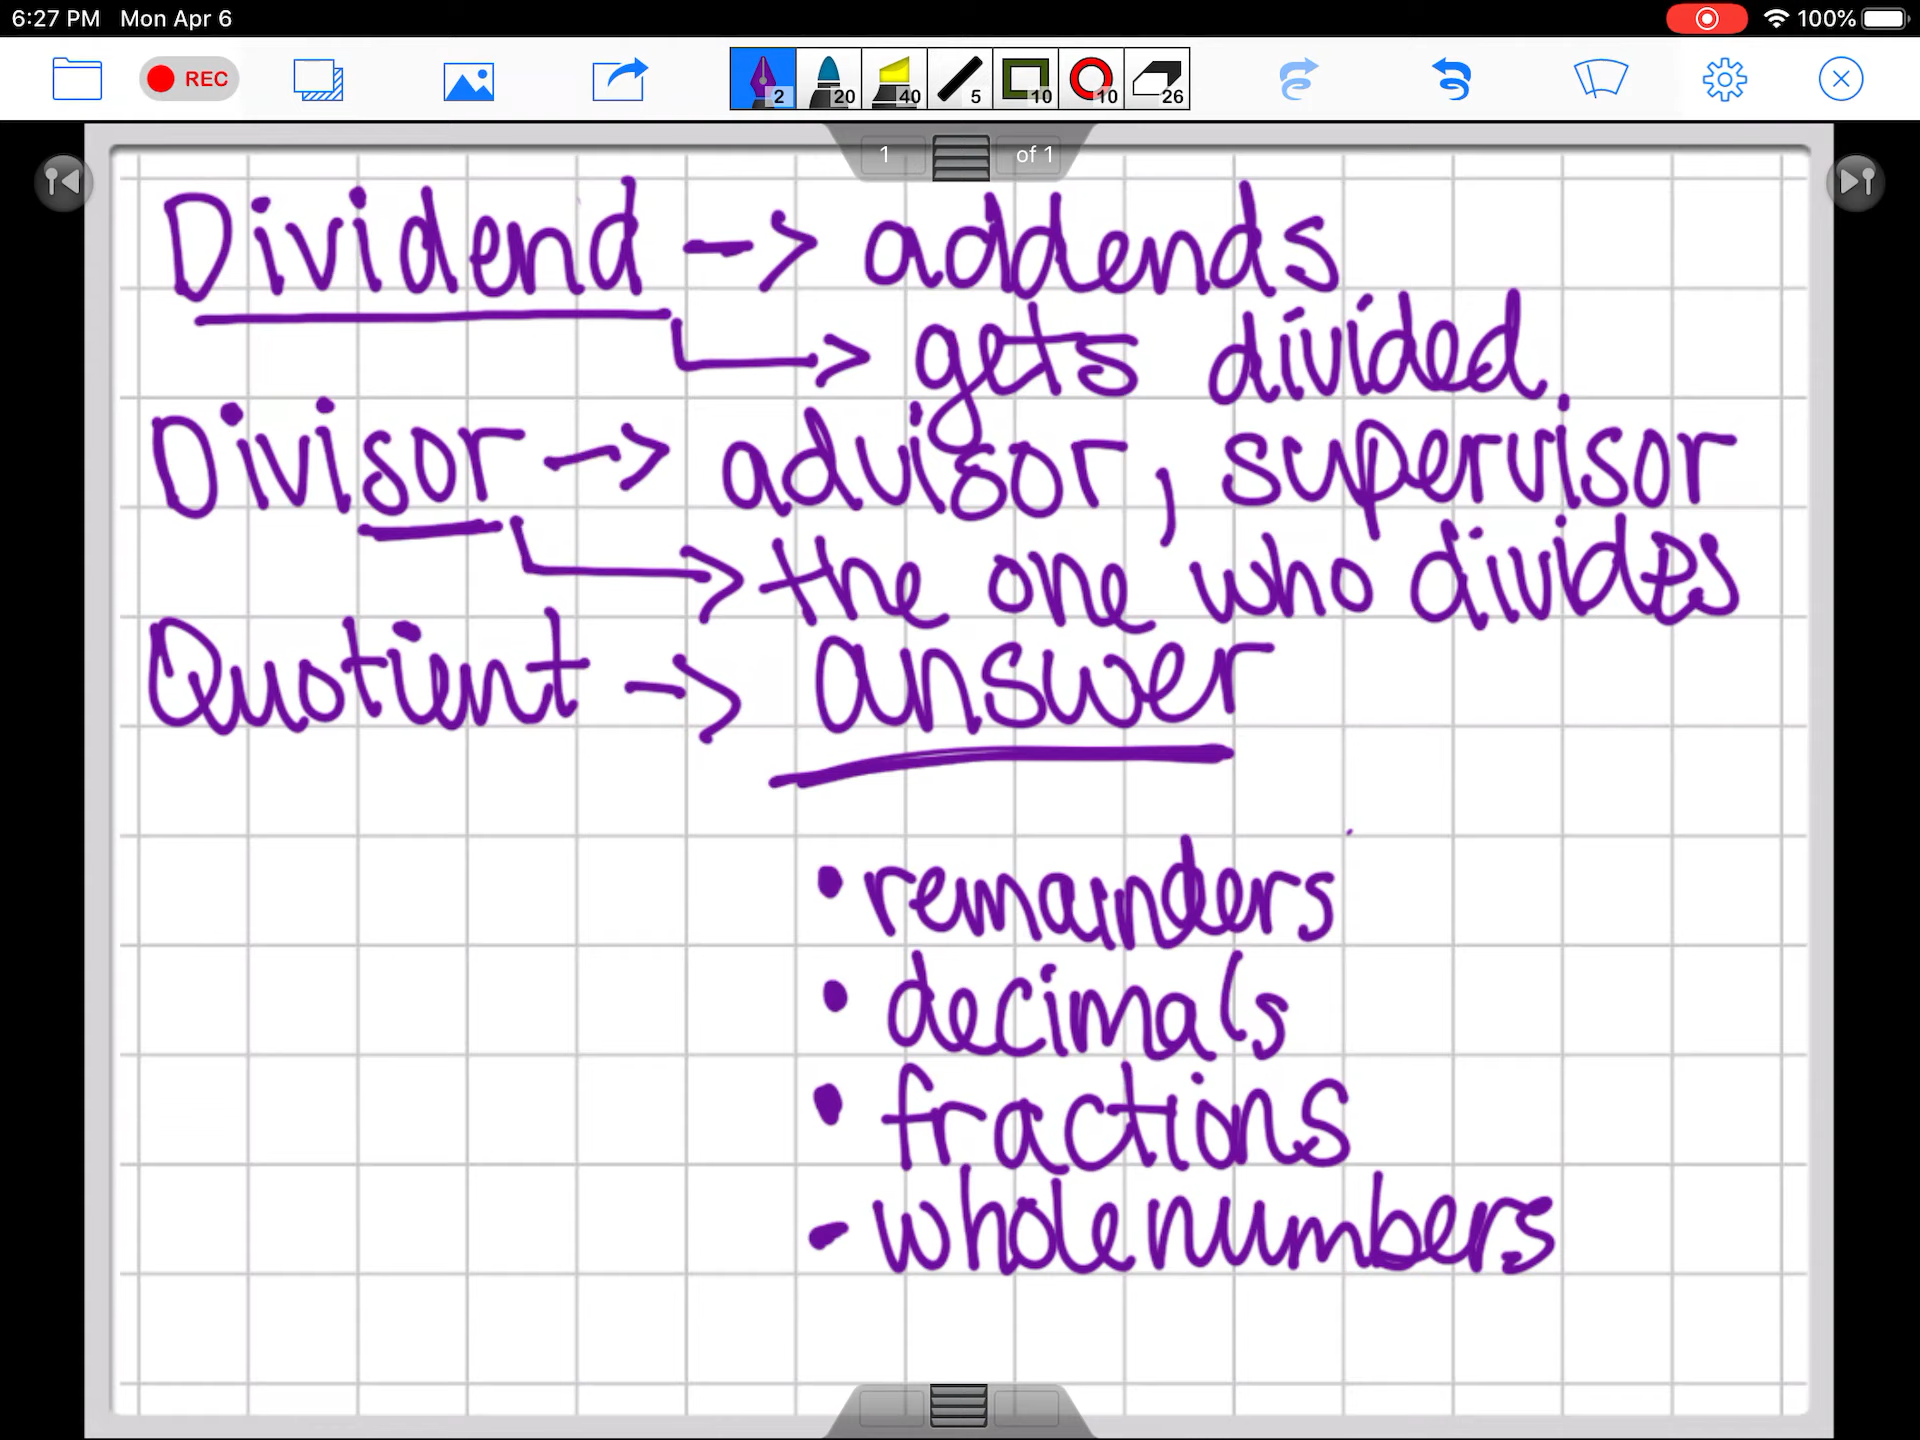 6:27 PM Mon Apr 6 100%
REC 2 20 40 5 10 10 26
1 of 1
Dividend -> addends
-> gets divided
Divisor -> advisor, supervisor
-> the one who divides
Quotient -> answer
• remainders
• decimals
• fractions
- whole numbers